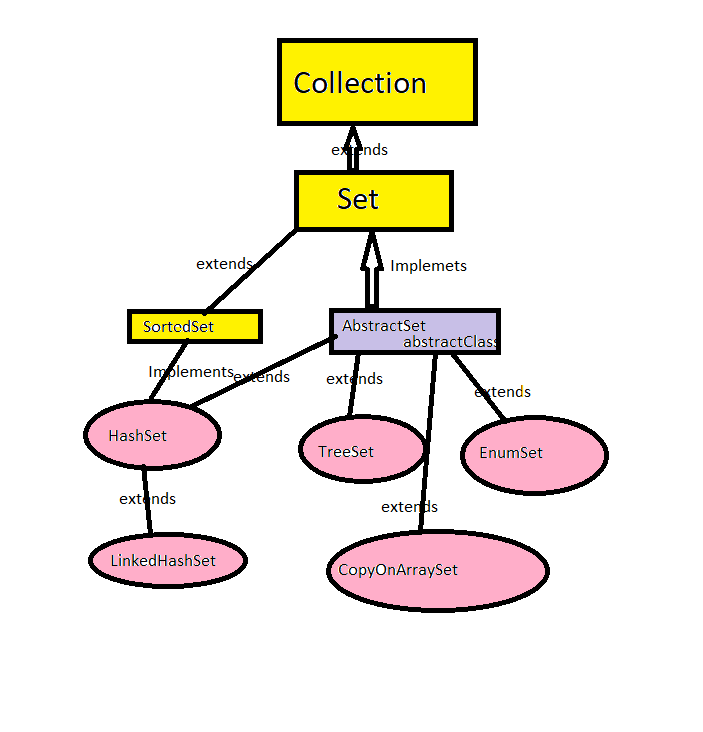 Collection
extends
Set
extends
Implemets
SortedSet
AbstractSet
abstractClass
Implements
extends
extends
extends
HashSet
TreeSet
EnumSet
extends
extends
LinkedHashSet
CopyOnArraySet